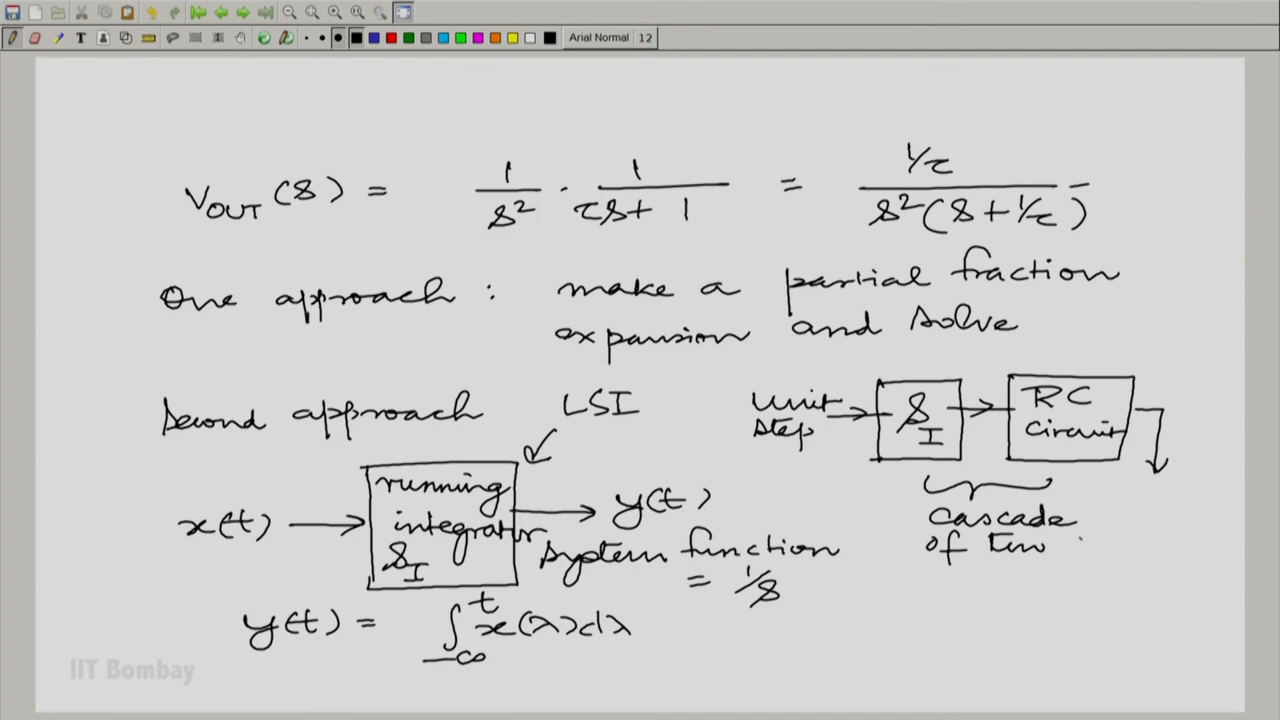 Arial Normal 12
V_OUT(s) = 1/s² · 1/(τs + 1) = (1/τ)/(s²(s + 1/τ))
One approach : make a partial fraction
expansion and solve
Second approach LSI
unit step → S_I → RC circuit
x(t) → running integrator S_I → y(t)
cascade
of two
system function
= 1/s
y(t) = ∫_{-∞}^{t} x(λ)dλ
IIT Bombay